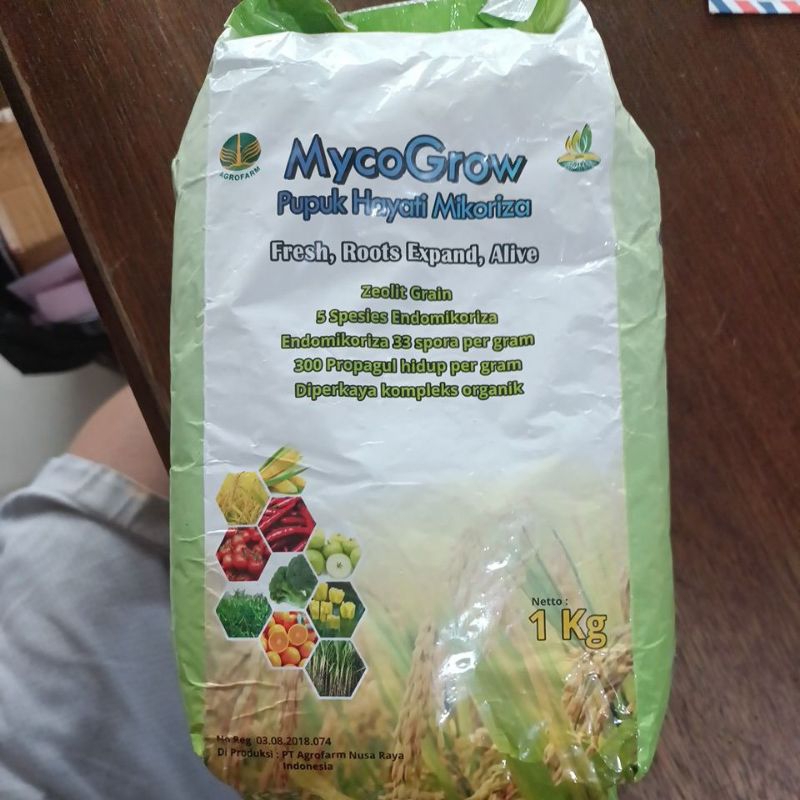 AGROFARM
MycoGrow
Pupuk Hayati Mikoriza
Fresh, Roots Expand, Alive
Zeolit Grain
5 Spesies Endomikoriza
Endomikoriza 33 spora per gram
300 Propagul hidup per gram
Diperkaya kompleks organik
Netto :
1 Kg
No Reg 03.08.2018.074
Di Produksi : PT Agrofarm Nusa Raya
Indonesia